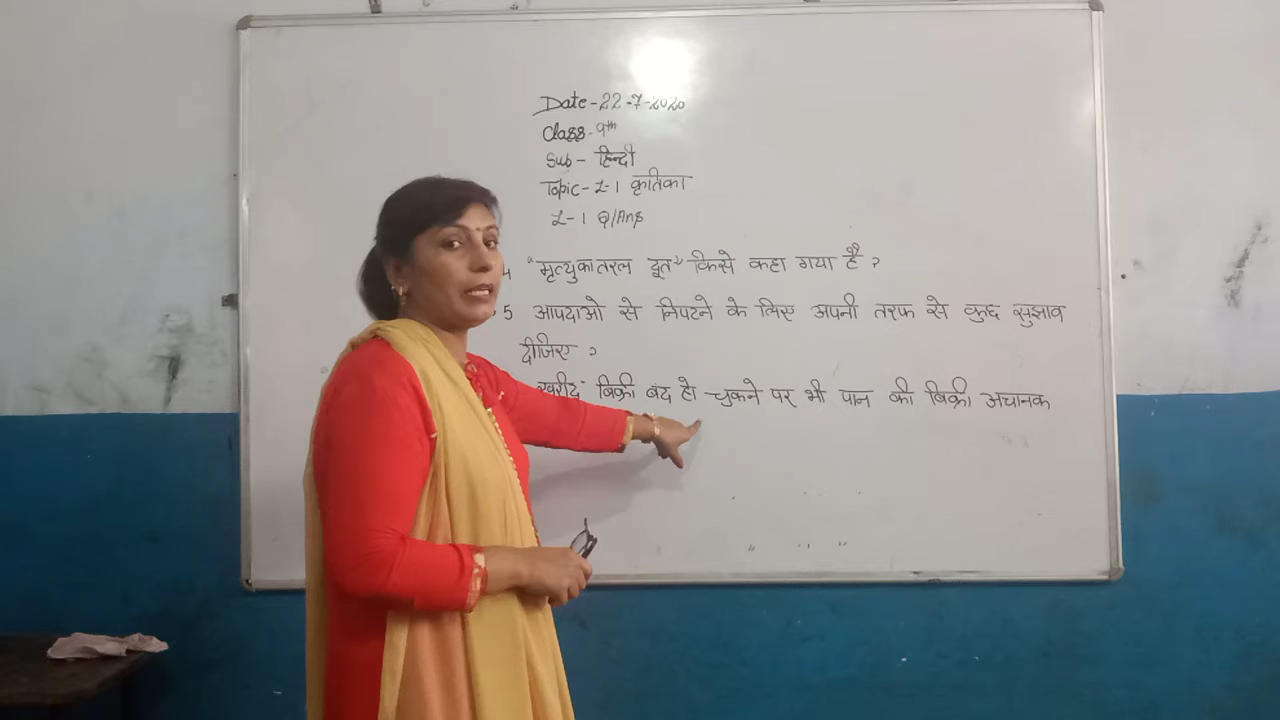 Date-22-7-2020
Class-9th
Sub- हिन्दी
Topic-L-1 कृतिका
L-1 Q/Ans
4 "मृत्यु का तरल दूत" किसे कहा गया है ?
5 आपदाओ से निपटने के लिए अपनी तरफ से कुछ सुझाव
दीजिए ?
खरीद - बिक्री बंद हो चुकने पर भी पान की बिक्री अचानक